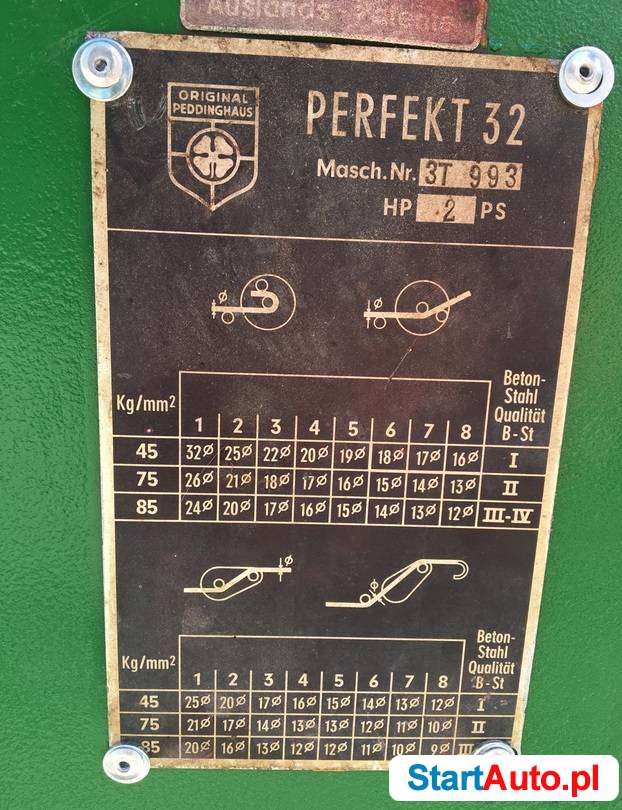 Auslands - Patente
ORIGINAL
PEDDINGHAUS
PERFEKT 32
Masch. Nr. 3T 993
HP 2 PS
Kg/mm² 1 2 3 4 5 6 7 8 Beton-
Stahl
Qualität
B-St
45 32⌀ 25⌀ 22⌀ 20⌀ 19⌀ 18⌀ 17⌀ 16⌀ I
75 26⌀ 21⌀ 18⌀ 17⌀ 16⌀ 15⌀ 14⌀ 13⌀ II
85 24⌀ 20⌀ 17⌀ 16⌀ 15⌀ 14⌀ 13⌀ 12⌀ III-IV
Kg/mm² 1 2 3 4 5 6 7 8 Beton-
Stahl
Qualität
B-St
45 25⌀ 20⌀ 17⌀ 16⌀ 15⌀ 14⌀ 13⌀ 12⌀ I
75 21⌀ 17⌀ 14⌀ 13⌀ 13⌀ 12⌀ 11⌀ 10⌀ II
85 20⌀ 16⌀ 13⌀ 12⌀ 12⌀ 11⌀ 10⌀ 9⌀
StartAuto.pl